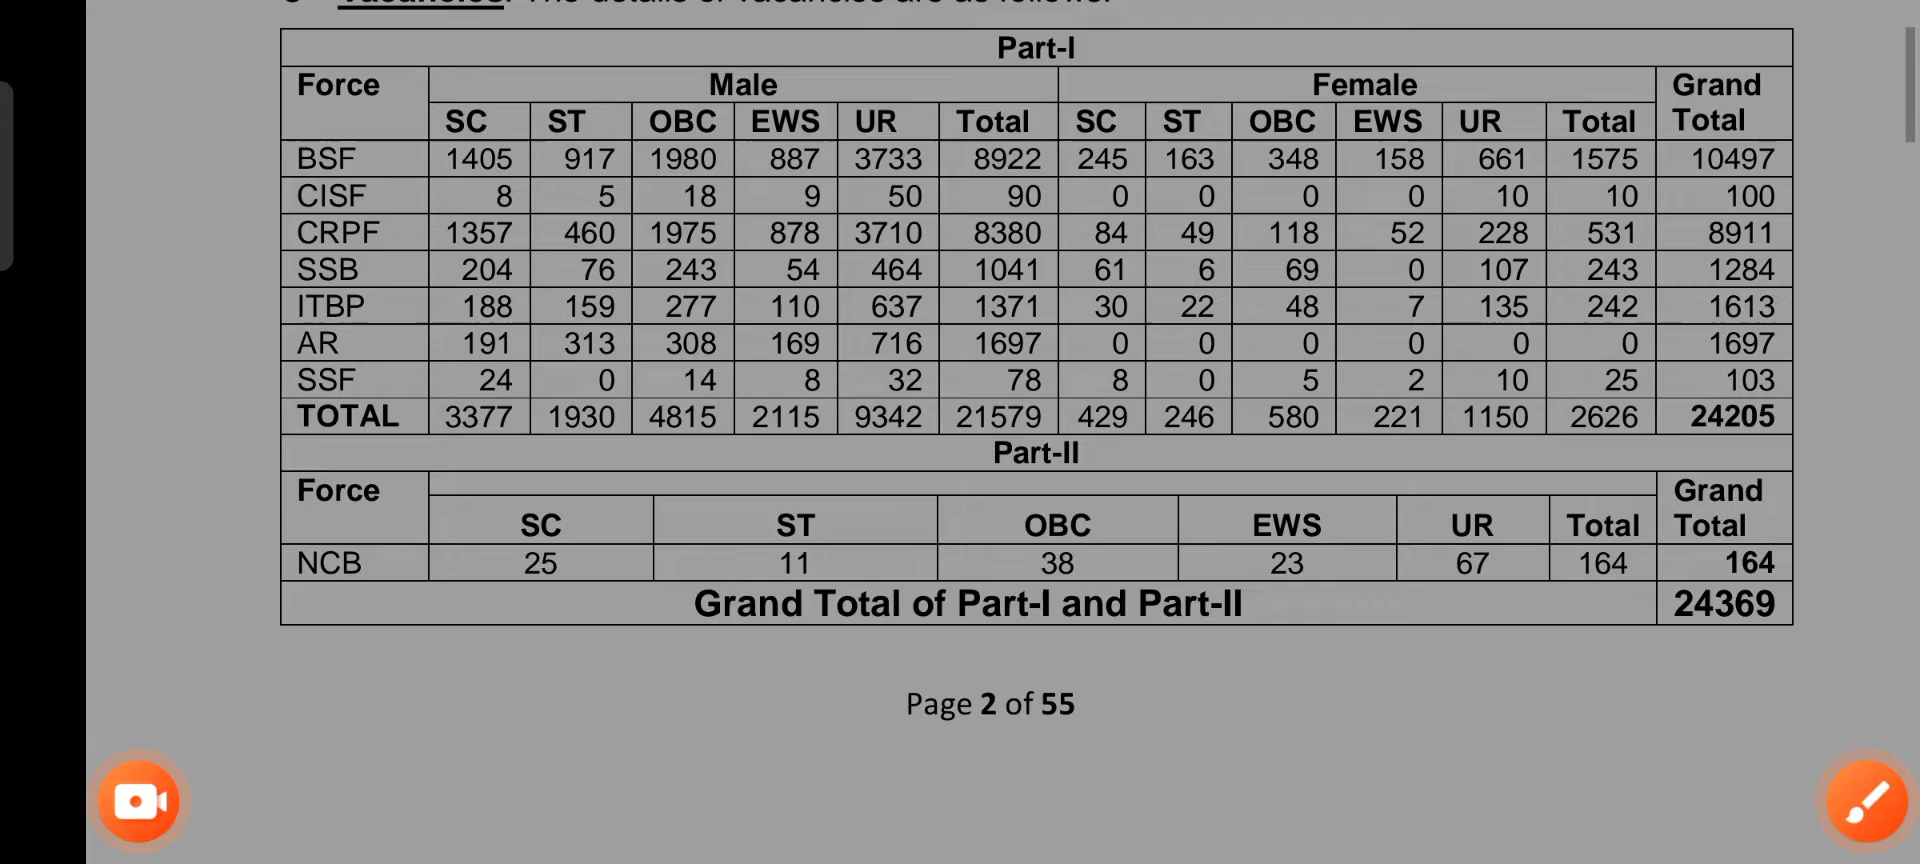 Vacancies: The details of vacancies are as follows:
Part-I
Force Male Female Grand Total
SC ST OBC EWS UR Total SC ST OBC EWS UR Total
BSF 1405 917 1980 887 3733 8922 245 163 348 158 661 1575 10497
CISF 8 5 18 9 50 90 0 0 0 0 10 10 100
CRPF 1357 460 1975 878 3710 8380 84 49 118 52 228 531 8911
SSB 204 76 243 54 464 1041 61 6 69 0 107 243 1284
ITBP 188 159 277 110 637 1371 30 22 48 7 135 242 1613
AR 191 313 308 169 716 1697 0 0 0 0 0 0 1697
SSF 24 0 14 8 32 78 8 0 5 2 10 25 103
TOTAL 3377 1930 4815 2115 9342 21579 429 246 580 221 1150 2626 24205
Part-II
Force Grand Total
SC ST OBC EWS UR Total
NCB 25 11 38 23 67 164 164
Grand Total of Part-I and Part-II 24369
Page 2 of 55